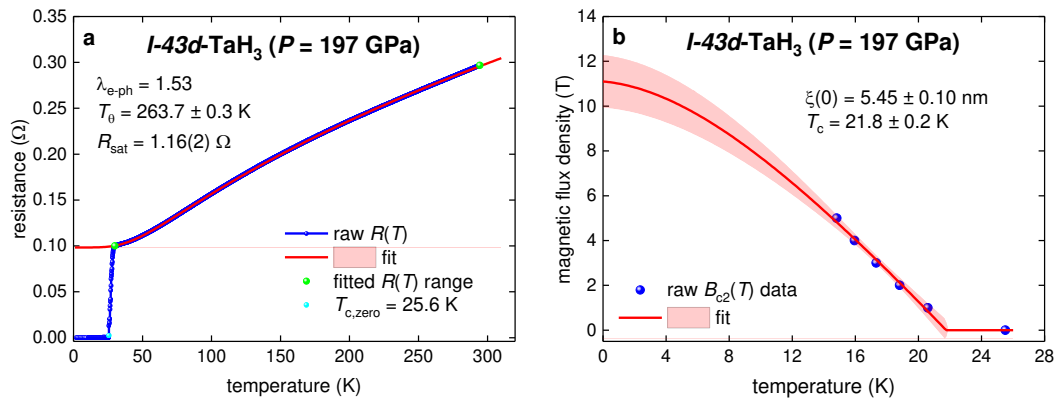 a
I-43d-TaH₃ (P = 197 GPa)
λe-ph = 1.53
Tθ = 263.7 ± 0.3 K
Rsat = 1.16(2) Ω
raw R(T)
fit
fitted R(T) range
Tc,zero = 25.6 K
resistance (Ω)
0.35
0.30
0.25
0.20
0.15
0.10
0.05
0.00
0 50 100 150 200 250 300
temperature (K)
b
I-43d-TaH₃ (P = 197 GPa)
ξ(0) = 5.45 ± 0.10 nm
Tc = 21.8 ± 0.2 K
raw Bc2(T) data
fit
magnetic flux density (T)
14
12
10
8
6
4
2
0
0 4 8 12 16 20 24 28
temperature (K)